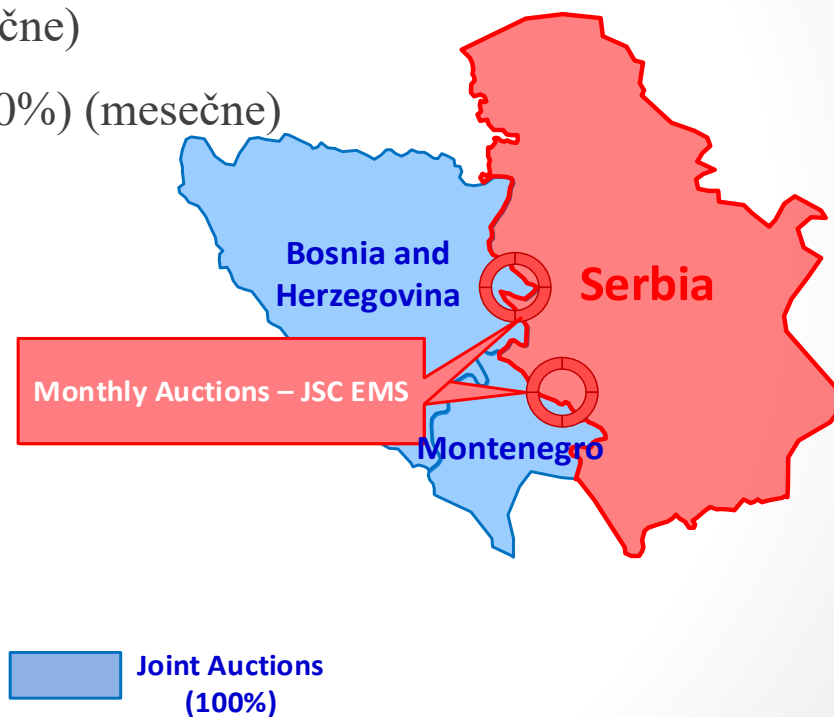 čne)
0%) (mesečne)
Bosnia and
Herzegovina
Serbia
Monthly Auctions – JSC EMS
Montenegro
Joint Auctions
(100%)